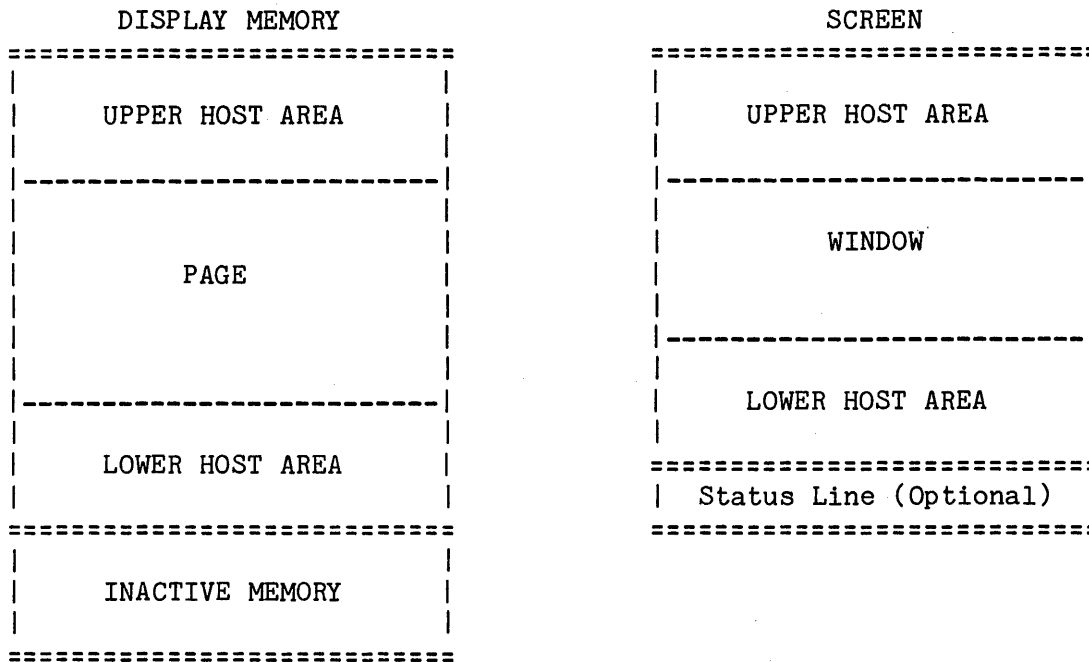 DISPLAY MEMORY
UPPER HOST AREA
PAGE
LOWER HOST AREA
INACTIVE MEMORY
SCREEN
UPPER HOST AREA
WINDOW
LOWER HOST AREA
Status Line (Optional)